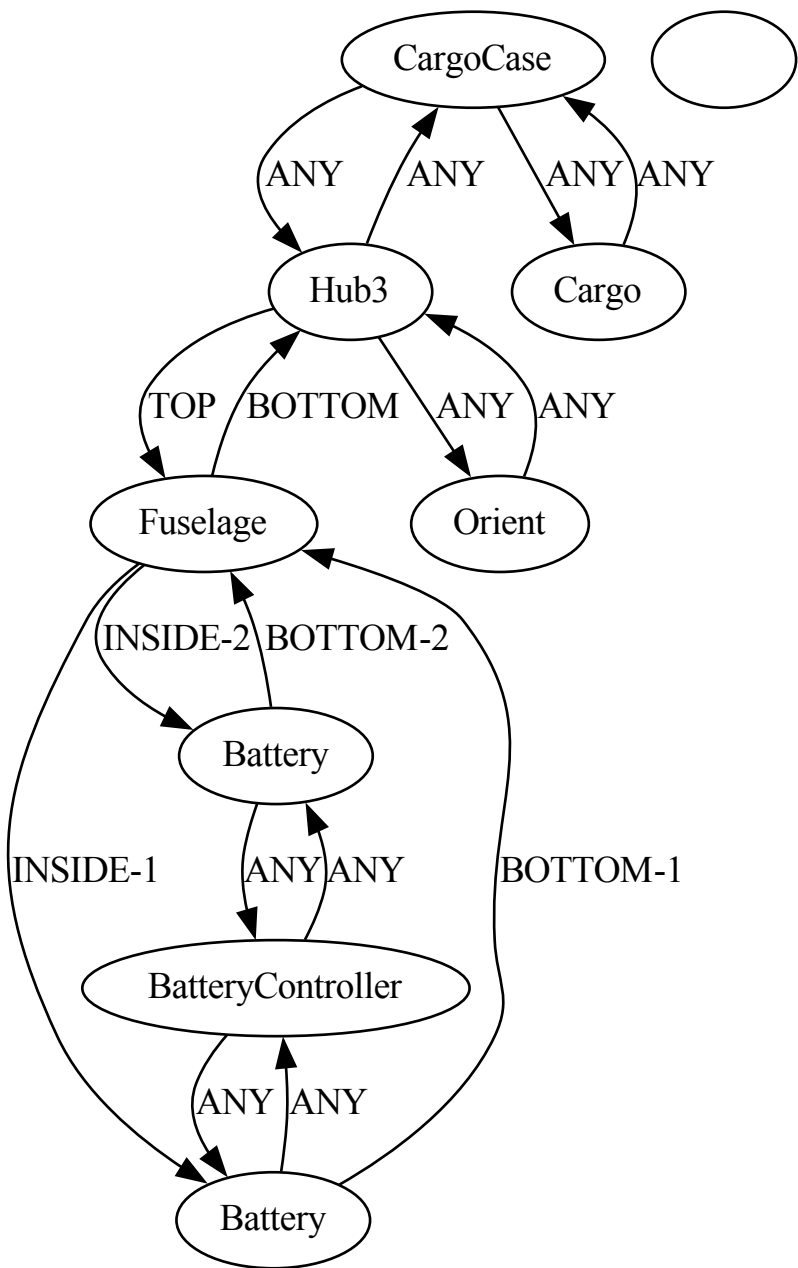 CargoCase
ANY
ANY
ANY
ANY
Hub3
Cargo
TOP
BOTTOM
ANY
ANY
Fuselage
Orient
INSIDE-2
BOTTOM-2
Battery
INSIDE-1
ANY
ANY
BOTTOM-1
BatteryController
ANY
ANY
Battery